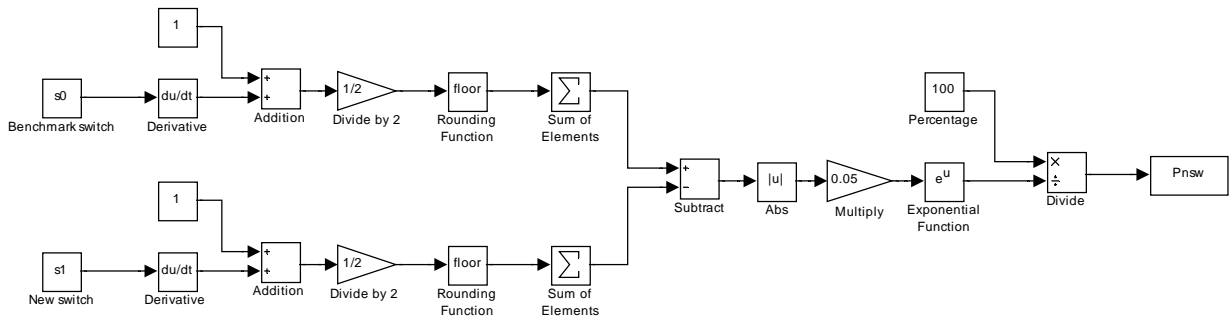 1
+
+
s0
du/dt
1/2
floor
Σ
Benchmark switch
Derivative
Addition
Divide by 2
Rounding
Function
Sum of
Elements
100
Percentage
+
−
|u|
0.05
e^u
×
÷
Pnsw
Subtract
Abs
Multiply
Exponential
Function
Divide
1
+
+
s1
du/dt
1/2
floor
Σ
New switch
Derivative
Addition
Divide by 2
Rounding
Function
Sum of
Elements